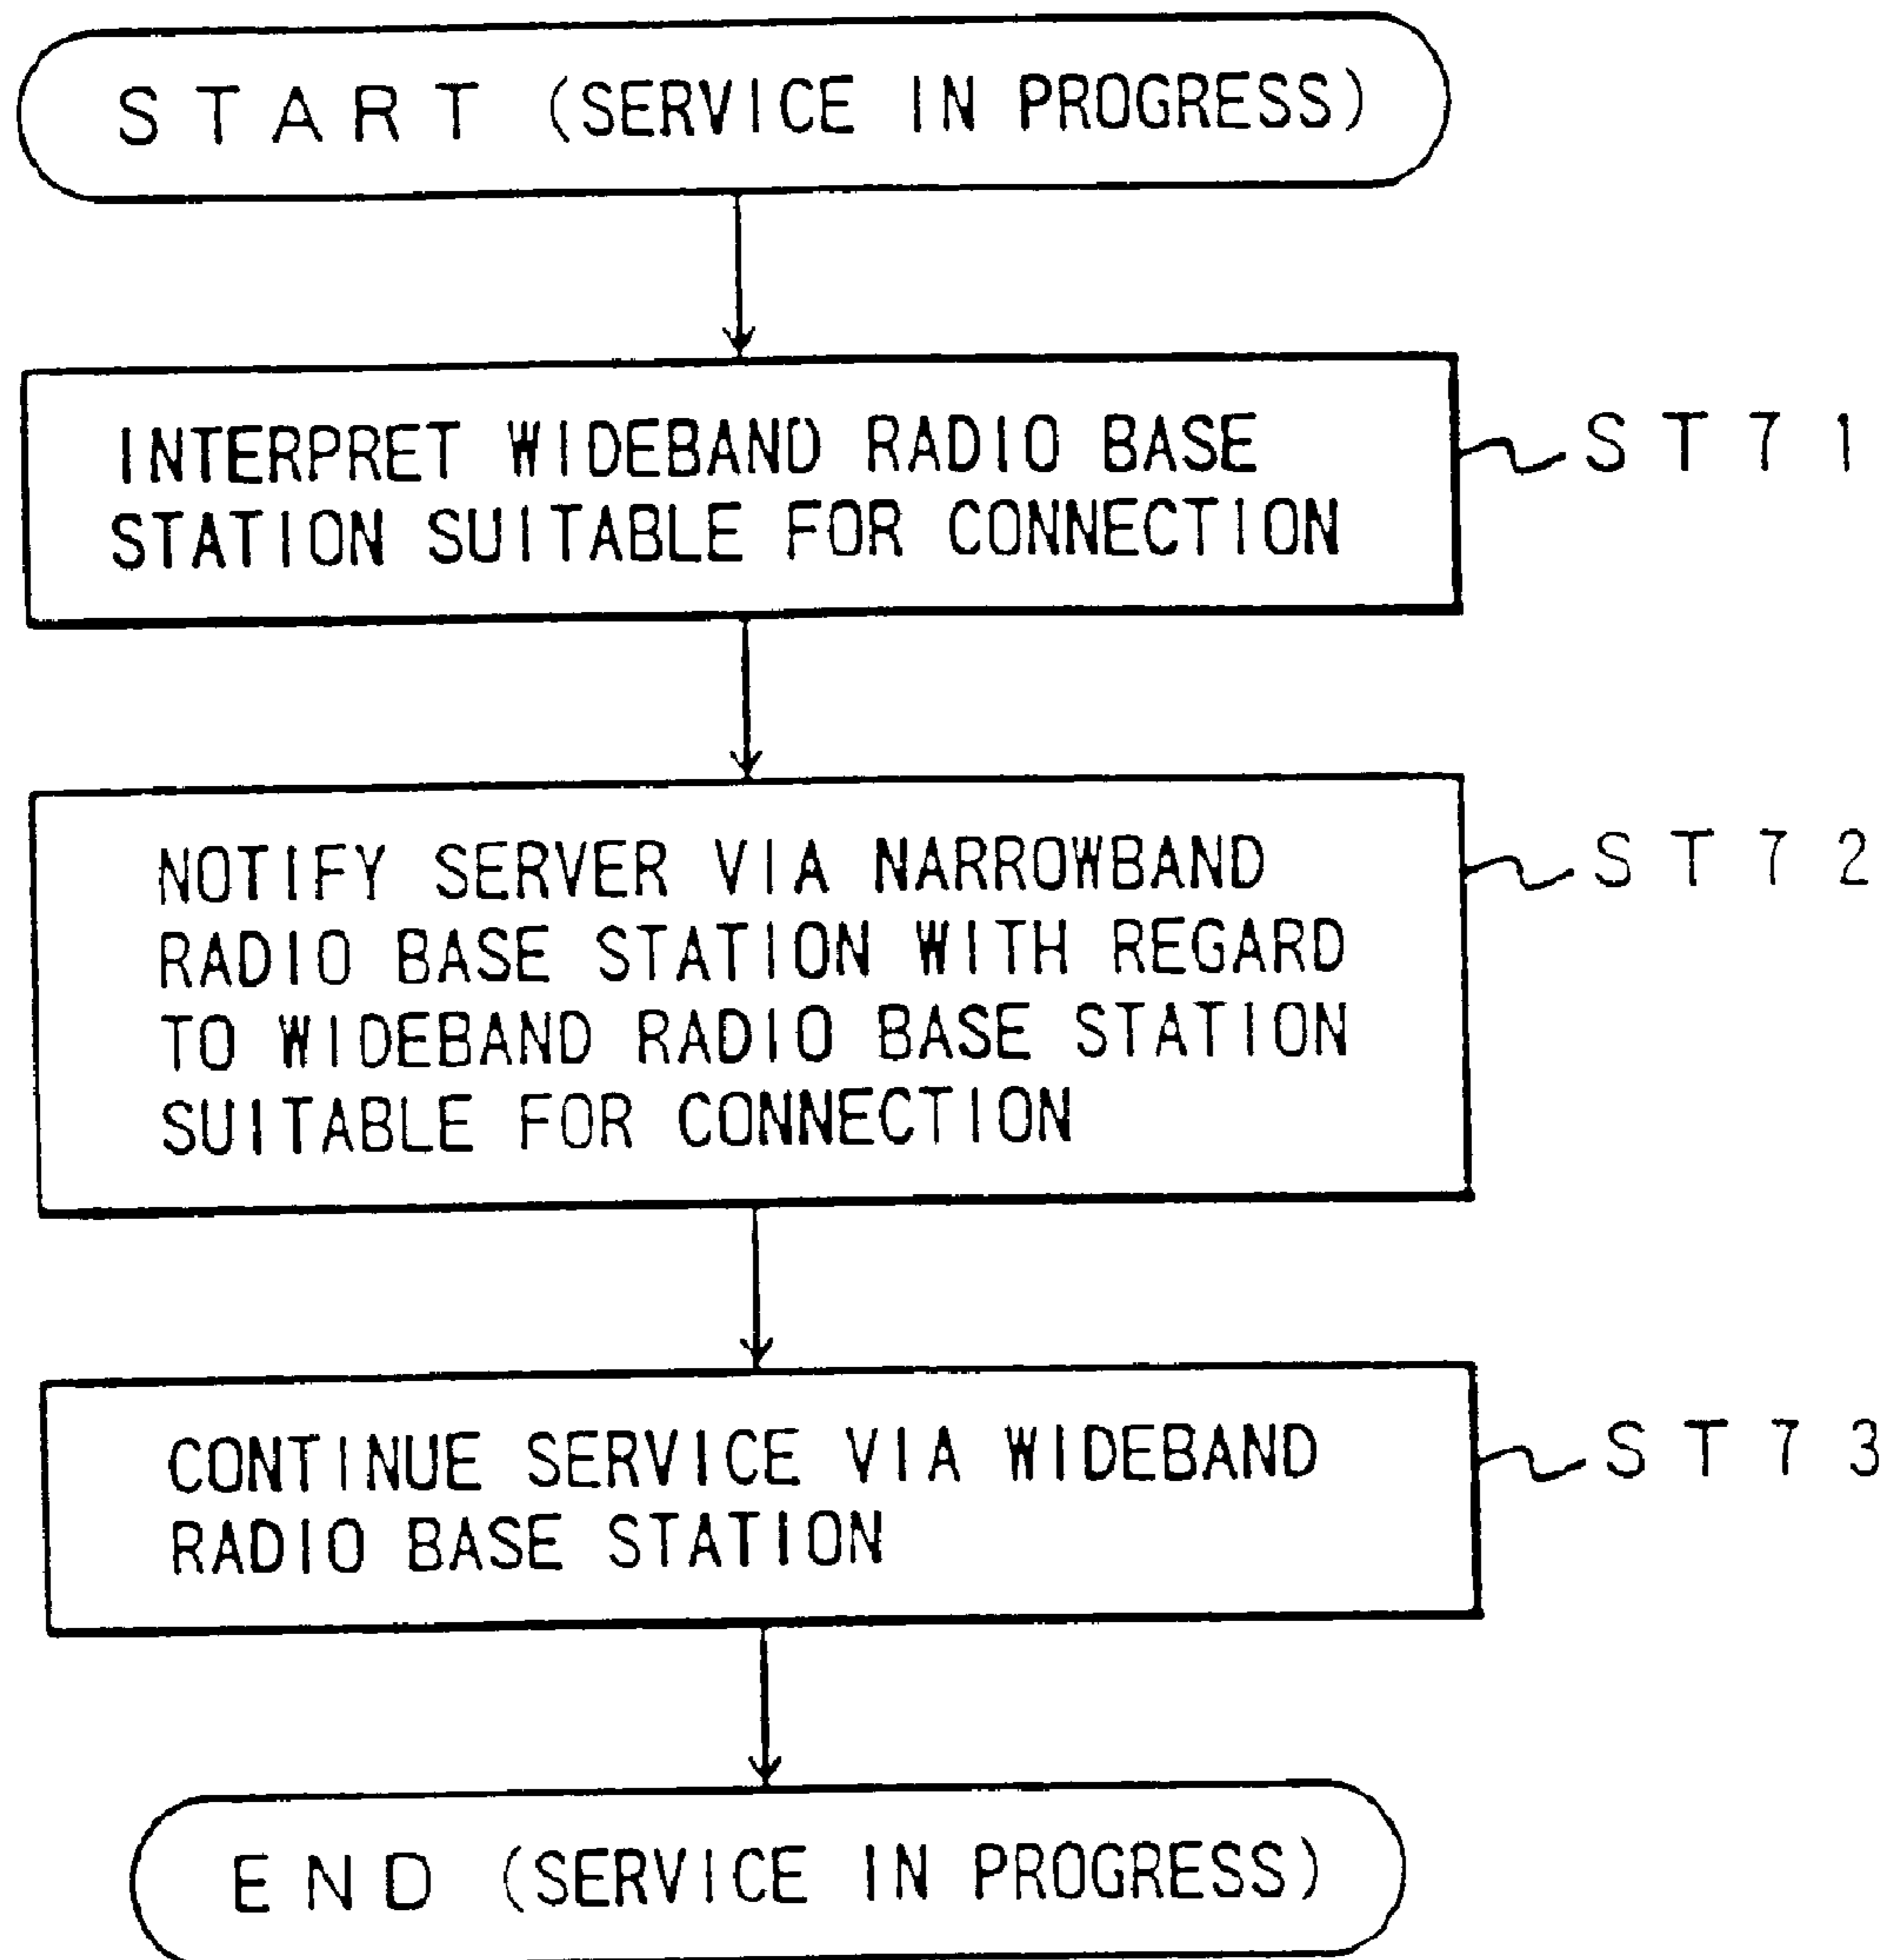 START (SERVICE IN PROGRESS)
INTERPRET WIDEBAND RADIO BASE
STATION SUITABLE FOR CONNECTION
ST71
NOTIFY SERVER VIA NARROWBAND
RADIO BASE STATION WITH REGARD
TO WIDEBAND RADIO BASE STATION
SUITABLE FOR CONNECTION
ST72
CONTINUE SERVICE VIA WIDEBAND
RADIO BASE STATION
ST73
END (SERVICE IN PROGRESS)